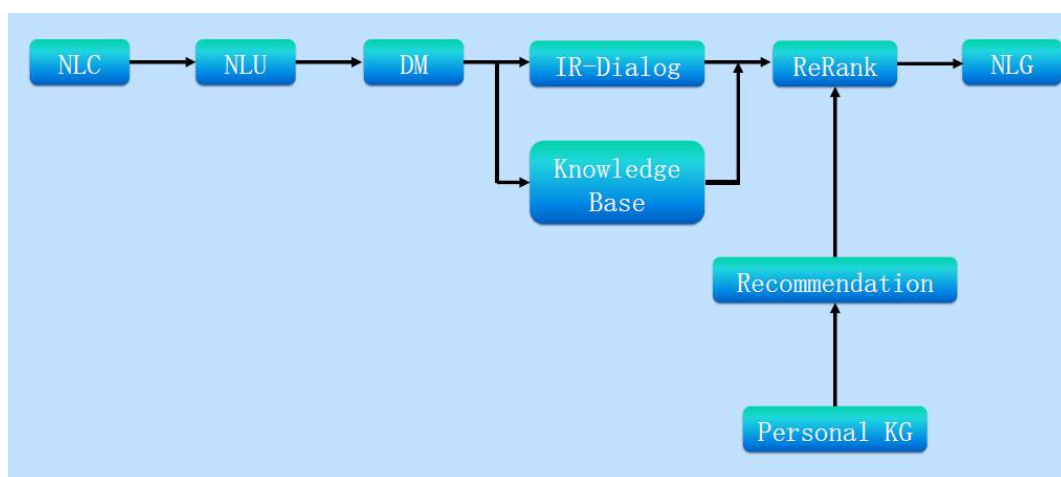 NLC
NLU
DM
IR-Dialog
ReRank
NLG
Knowledge
Base
Recommendation
Personal KG